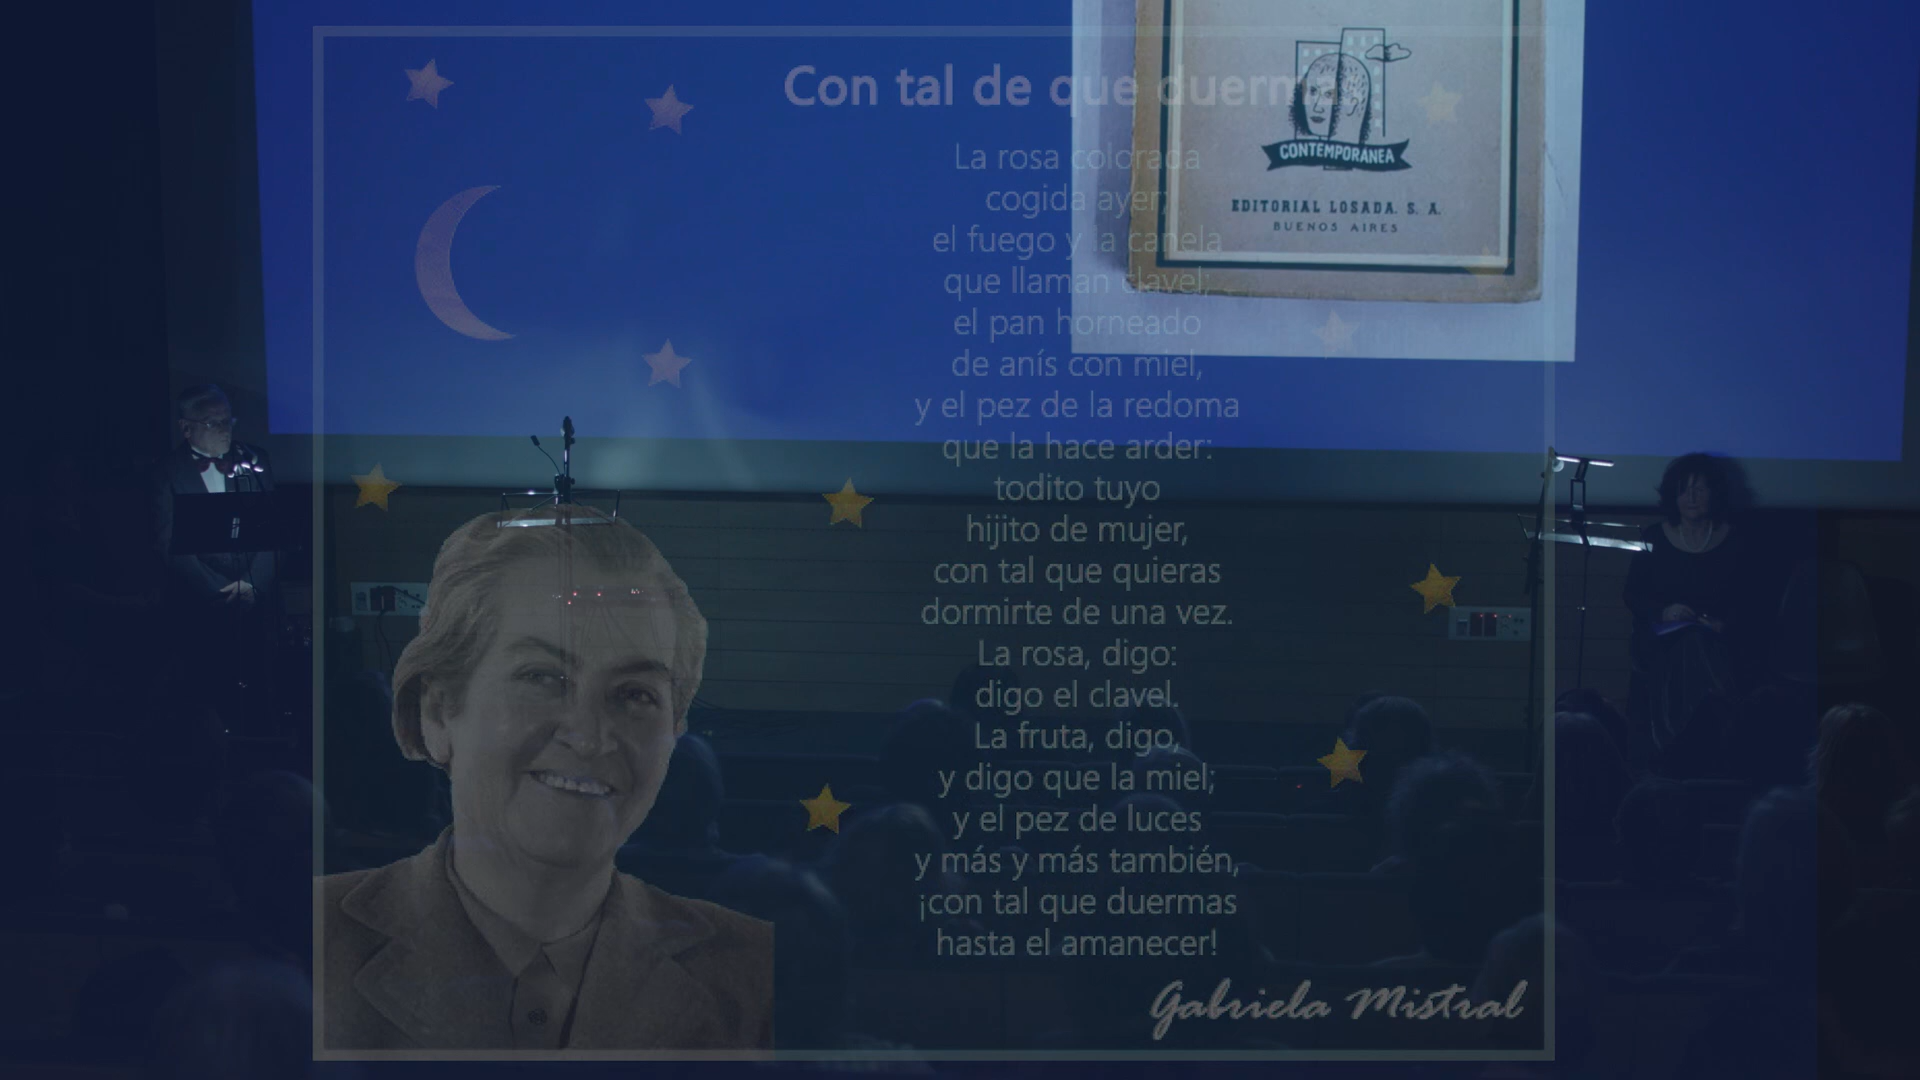 Con tal de que duermas
La rosa colorada
cogida ayer;
el fuego y la canela
que llaman clavel;
el pan horneado
de anís con miel,
y el pez de la redoma
que la hace arder:
todito tuyo
hijito de mujer,
con tal que quieras
dormirte de una vez.
La rosa, digo:
digo el clavel.
La fruta, digo,
y digo que la miel;
y el pez de luces
y más y más también,
¡con tal que duermas
hasta el amanecer!
Gabriela Mistral
CONTEMPORÁNEA
EDITORIAL LOSADA. S. A.
BUENOS AIRES